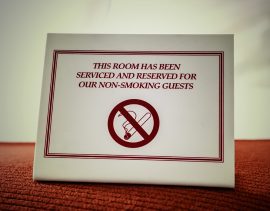 THIS ROOM HAS BEEN
SERVICED AND RESERVED FOR
OUR NON-SMOKING GUESTS